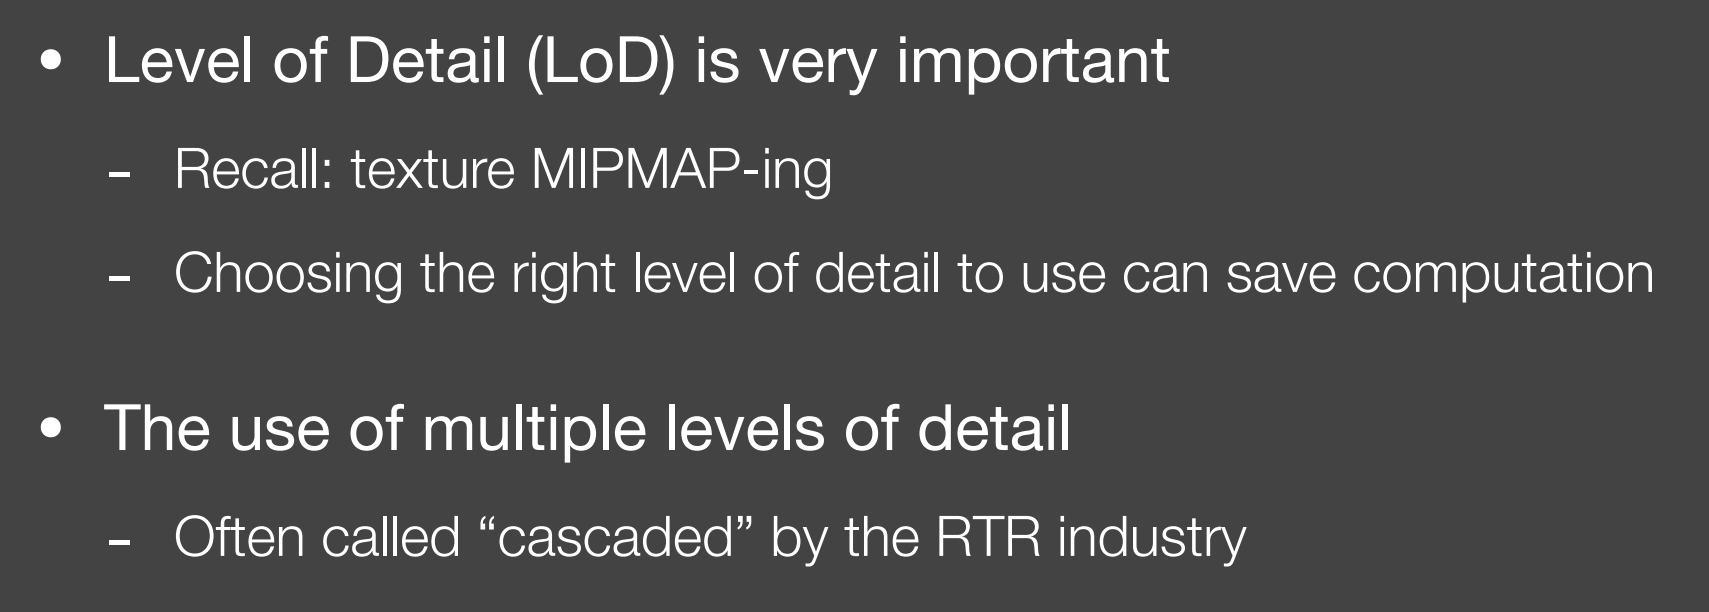 • Level of Detail (LoD) is very important
- Recall: texture MIPMAP-ing
- Choosing the right level of detail to use can save computation
• The use of multiple levels of detail
- Often called “cascaded” by the RTR industry